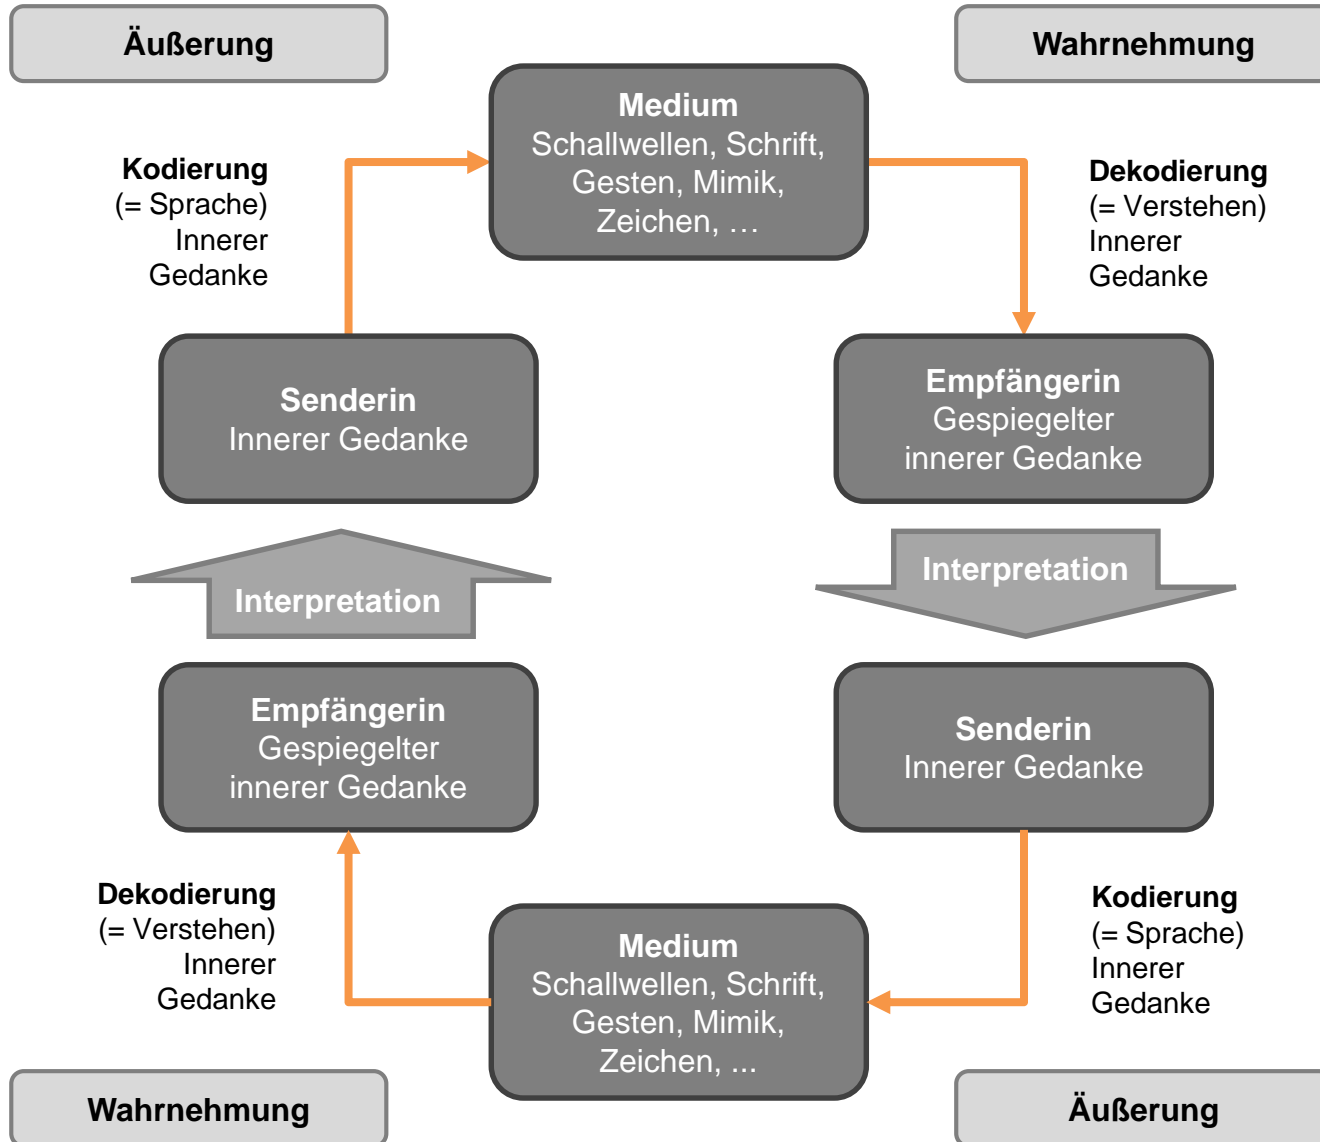 Äußerung
Wahrnehmung
Medium
Schallwellen, Schrift,
Gesten, Mimik,
Zeichen, …
Kodierung
(= Sprache)
Innerer
Gedanke
Dekodierung
(= Verstehen)
Innerer
Gedanke
Senderin
Innerer Gedanke
Empfängerin
Gespiegelter
innerer Gedanke
Interpretation
Interpretation
Empfängerin
Gespiegelter
innerer Gedanke
Senderin
Innerer Gedanke
Dekodierung
(= Verstehen)
Innerer
Gedanke
Medium
Schallwellen, Schrift,
Gesten, Mimik,
Zeichen, ...
Kodierung
(= Sprache)
Innerer
Gedanke
Wahrnehmung
Äußerung